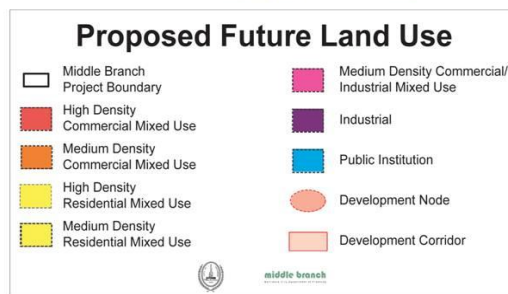 Proposed Future Land Use
Middle Branch
Project Boundary
High Density
Commercial Mixed Use
Medium Density
Commercial Mixed Use
High Density
Residential Mixed Use
Medium Density
Residential Mixed Use
Medium Density Commercial/
Industrial Mixed Use
Industrial
Public Institution
Development Node
Development Corridor
middle branch